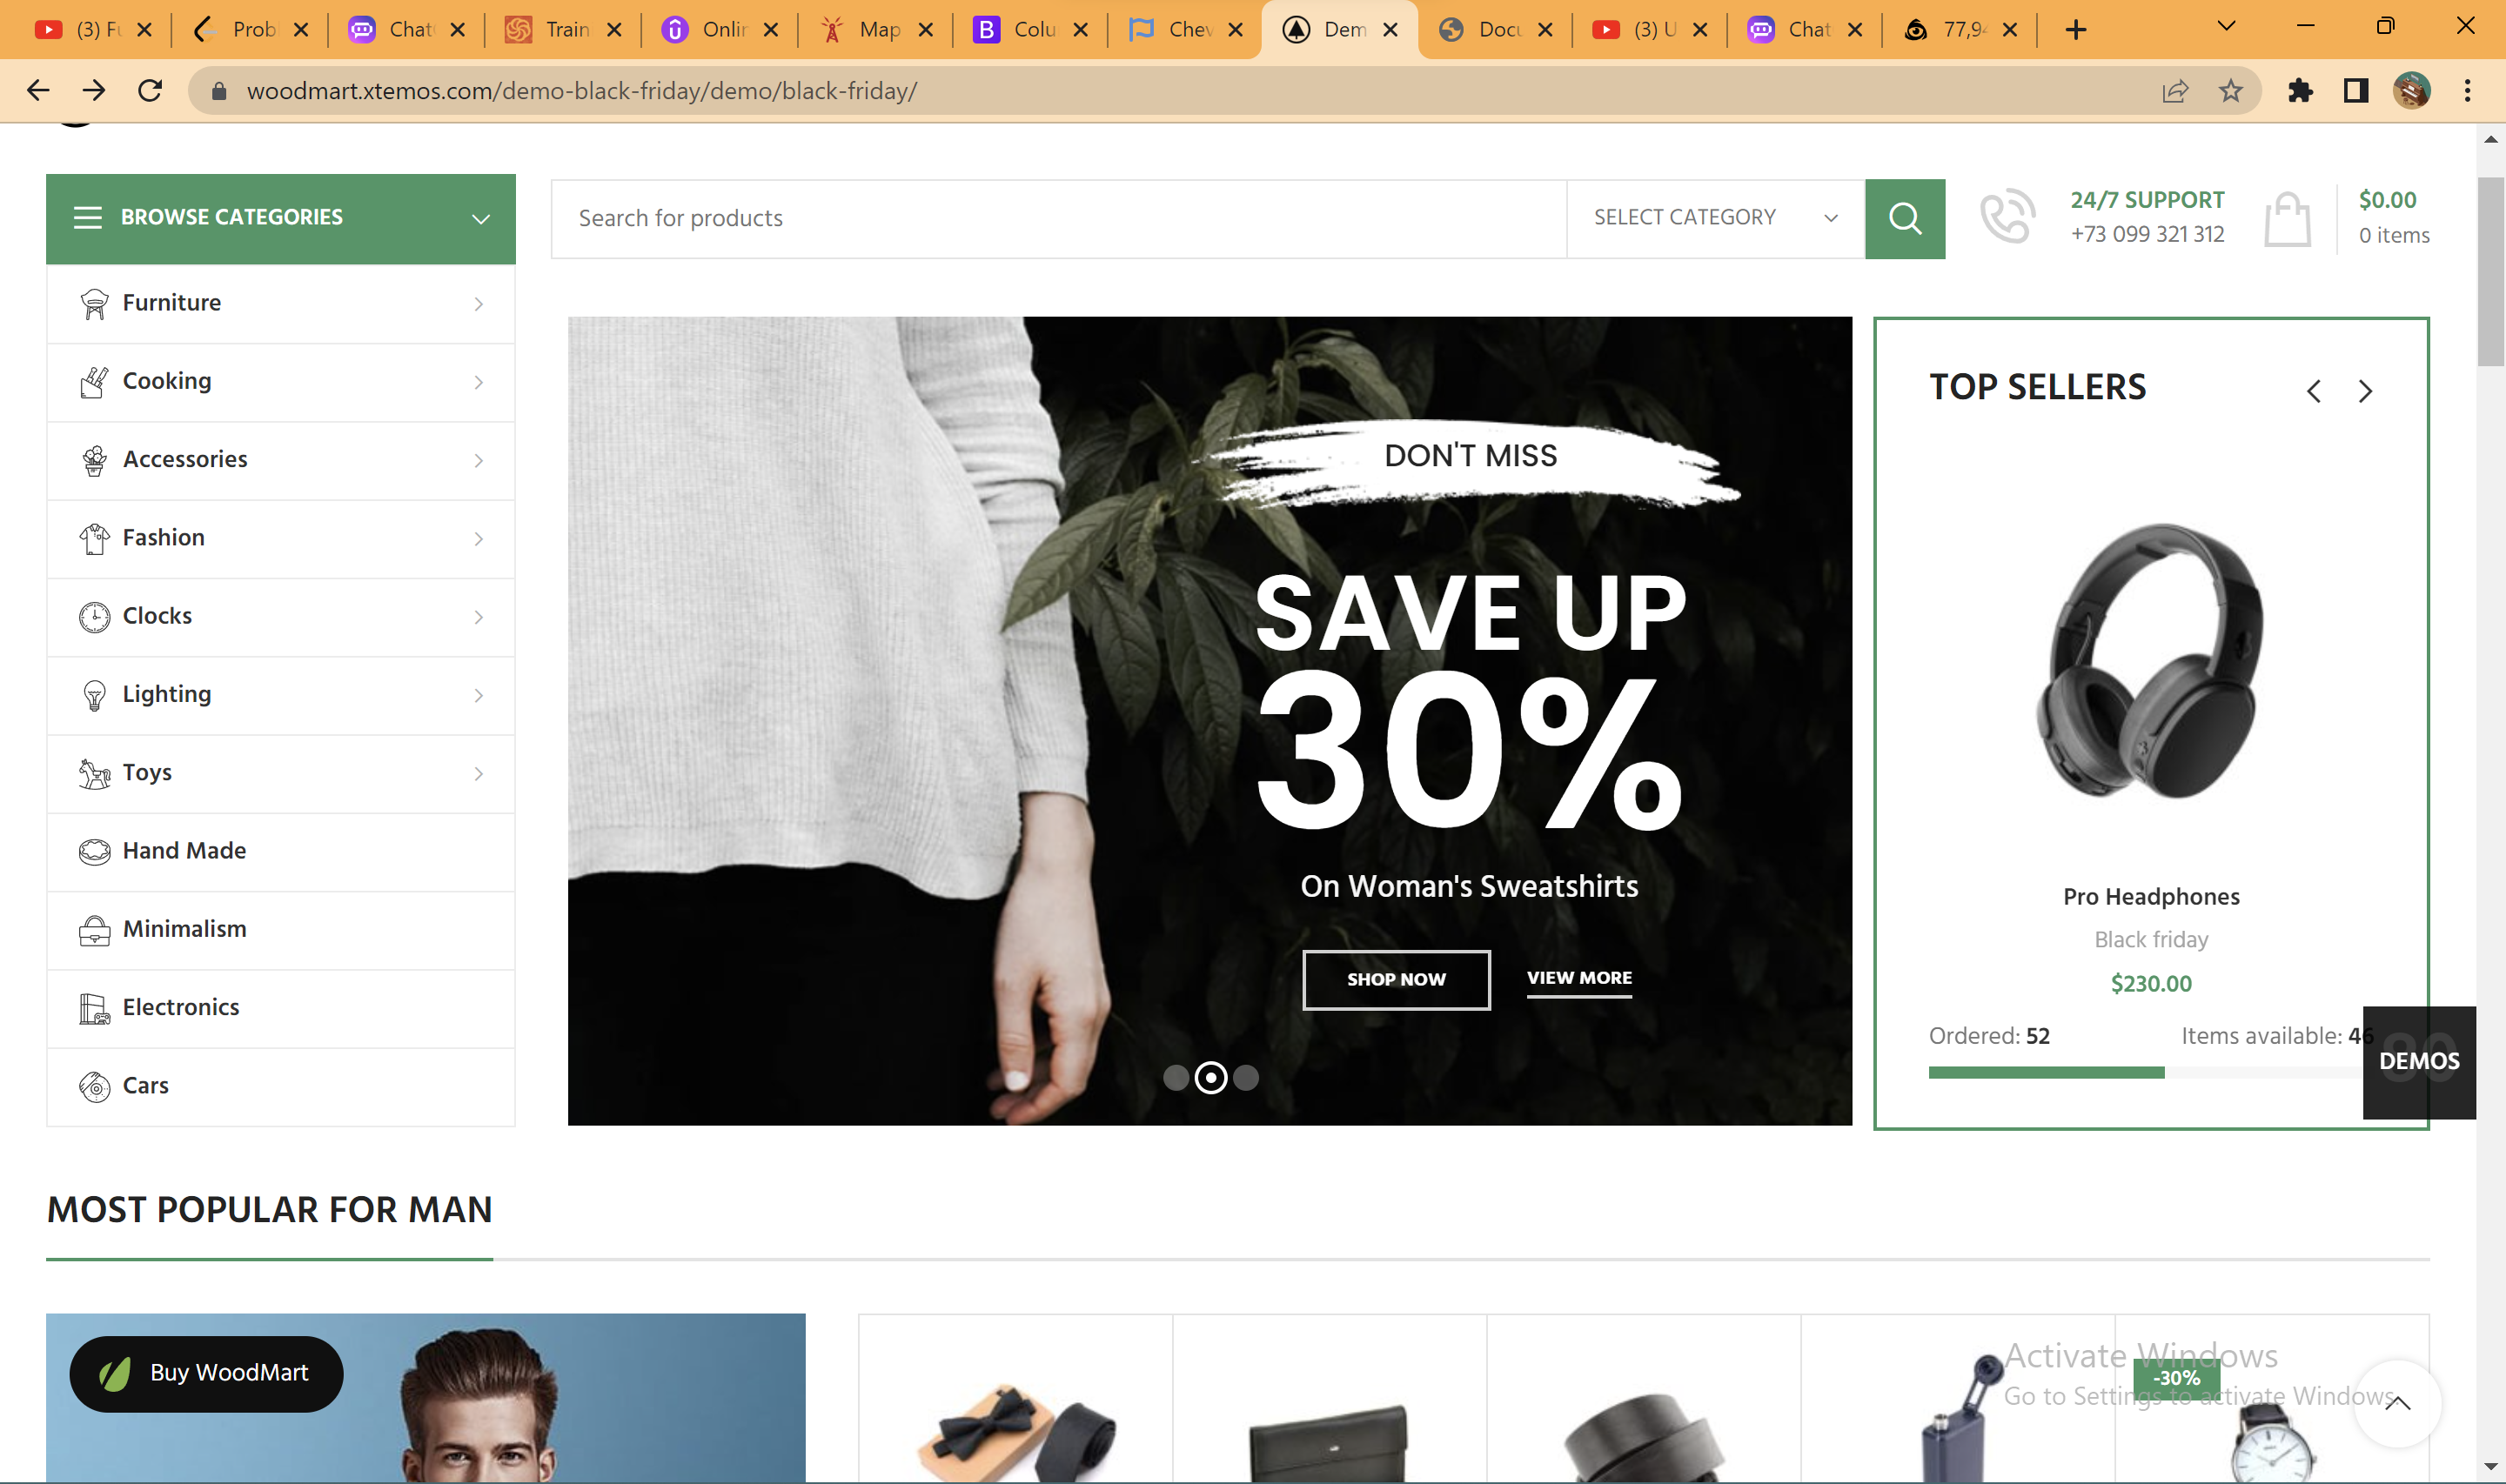 (3) Fu
Prob
Chat
Train
Onlin
Map
Colu
Chev
Dem
Docu
(3) U
Chat
77,94
woodmart.xtemos.com/demo-black-friday/demo/black-friday/
BROWSE CATEGORIES
Search for products
SELECT CATEGORY
24/7 SUPPORT
+73 099 321 312
$0.00
0 items
Furniture
Cooking
Accessories
Fashion
Clocks
Lighting
Toys
Hand Made
Minimalism
Electronics
Cars
DON'T MISS
SAVE UP
30%
On Woman's Sweatshirts
SHOP NOW
VIEW MORE
TOP SELLERS
Pro Headphones
Black friday
$230.00
Ordered: 52
Items available: 46
DEMOS
MOST POPULAR FOR MAN
Buy WoodMart
-30%
Activate Windows
Go to Settings to activate Windows.